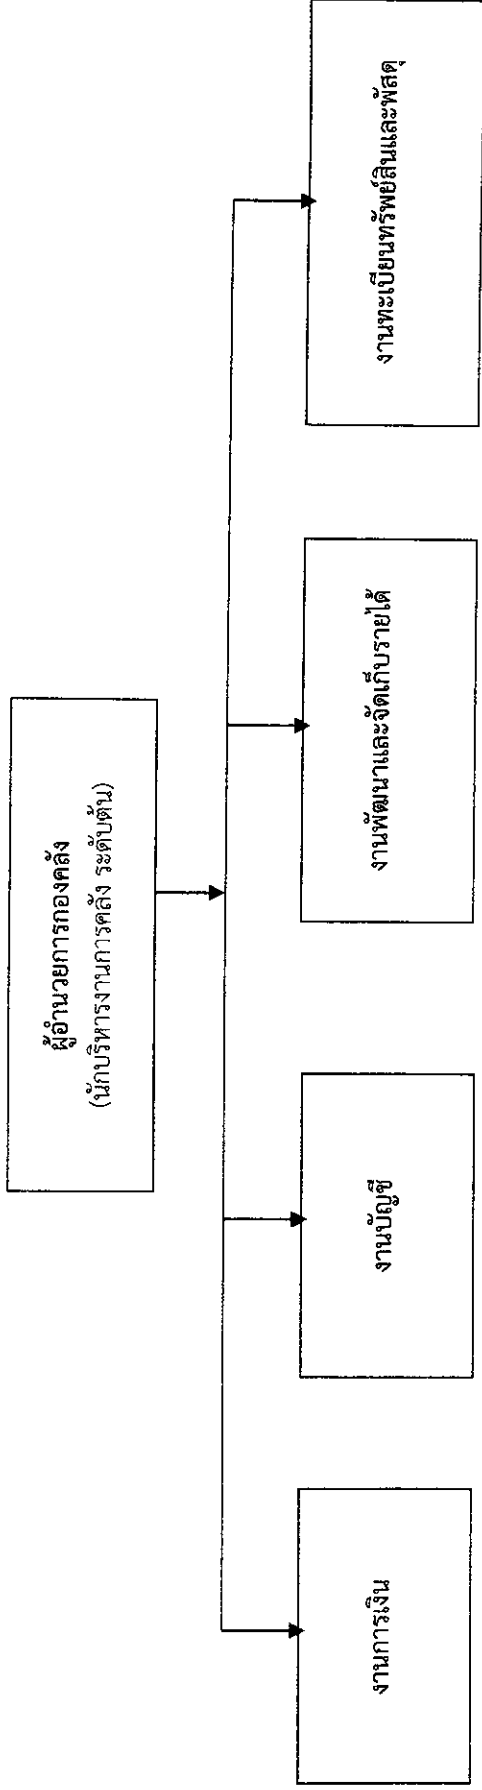 ผู้อำนวยการกองคลัง
(นักบริหารงานการคลัง ระดับต้น)
งานการเงิน
งานบัญชี
งานพัฒนาและจัดเก็บรายได้
งานทะเบียนทรัพย์สินและพัสดุ